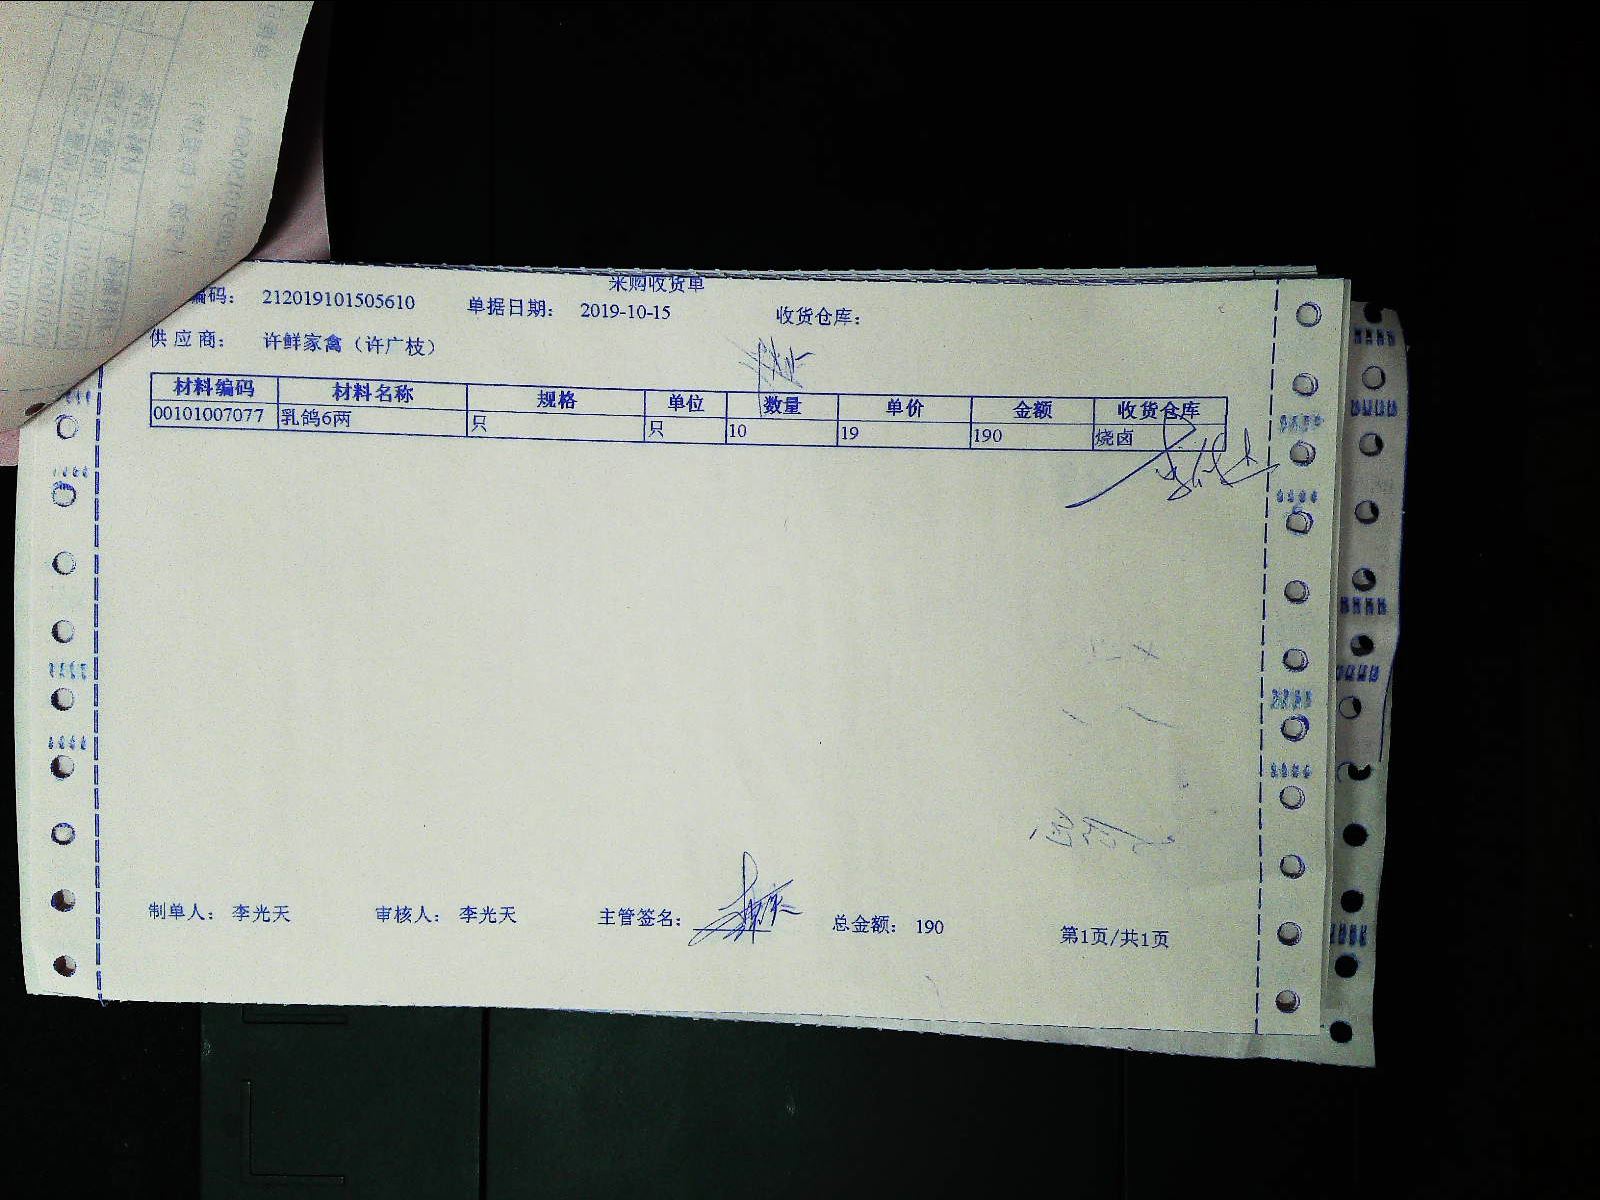 采购收货单
编码： 212019101505610 单据日期： 2019-10-15 收货仓库：
供应商： 许鲜家禽（许广枝）
材料编码 材料名称 规格 单位 数量 单价 金额 收货仓库
00101007077 乳鸽6两 只 只 10 19 190 烧卤
制单人： 李光天 审核人： 李光天 主管签名： 总金额： 190 第1页/共1页